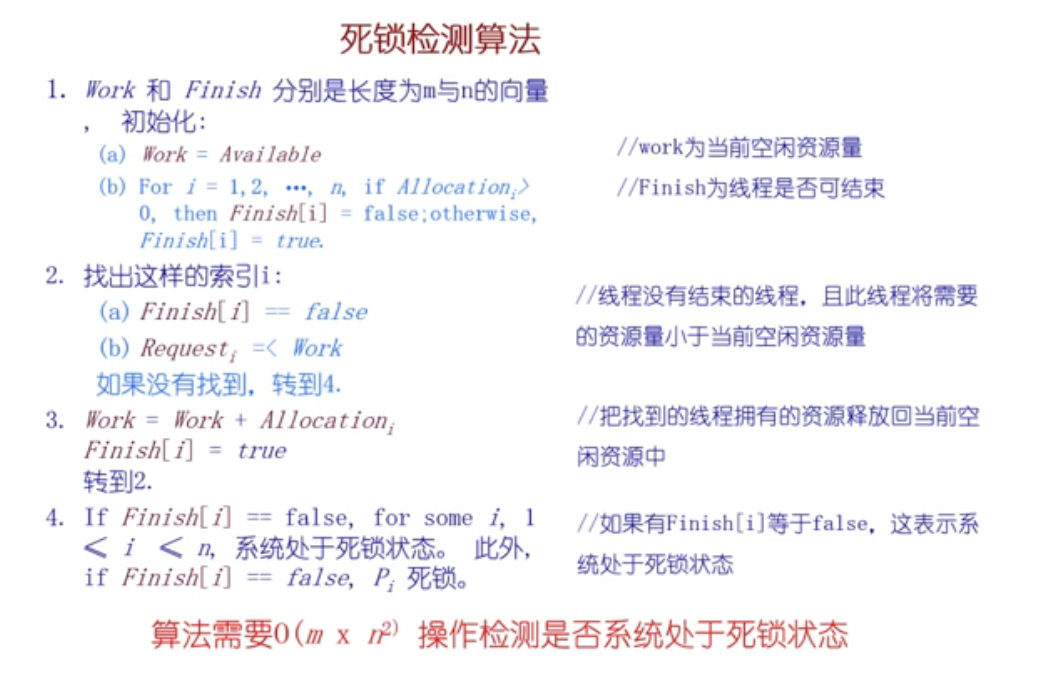 死锁检测算法
1. Work 和 Finish 分别是长度为m与n的向量
， 初始化:
(a) Work = Available
//work为当前空闲资源量
(b) For i = 1,2, …, n, if Allocationᵢ>
//Finish为线程是否可结束
0, then Finish[i] = false;otherwise,
Finish[i] = true.
2. 找出这样的索引i:
(a) Finish[i] == false
//线程没有结束的线程，且此线程将需要
的资源量小于当前空闲资源量
(b) Requestᵢ =< Work
如果没有找到，转到4.
3. Work = Work + Allocationᵢ
//把找到的线程拥有的资源释放回当前空
闲资源中
Finish[i] = true
转到2.
4. If Finish[i] == false, for some i, 1
//如果有Finish[i]等于false，这表示系
统处于死锁状态
≤ i ≤ n, 系统处于死锁状态。 此外，
if Finish[i] == false, Pᵢ 死锁。
算法需要O(m x n²) 操作检测是否系统处于死锁状态